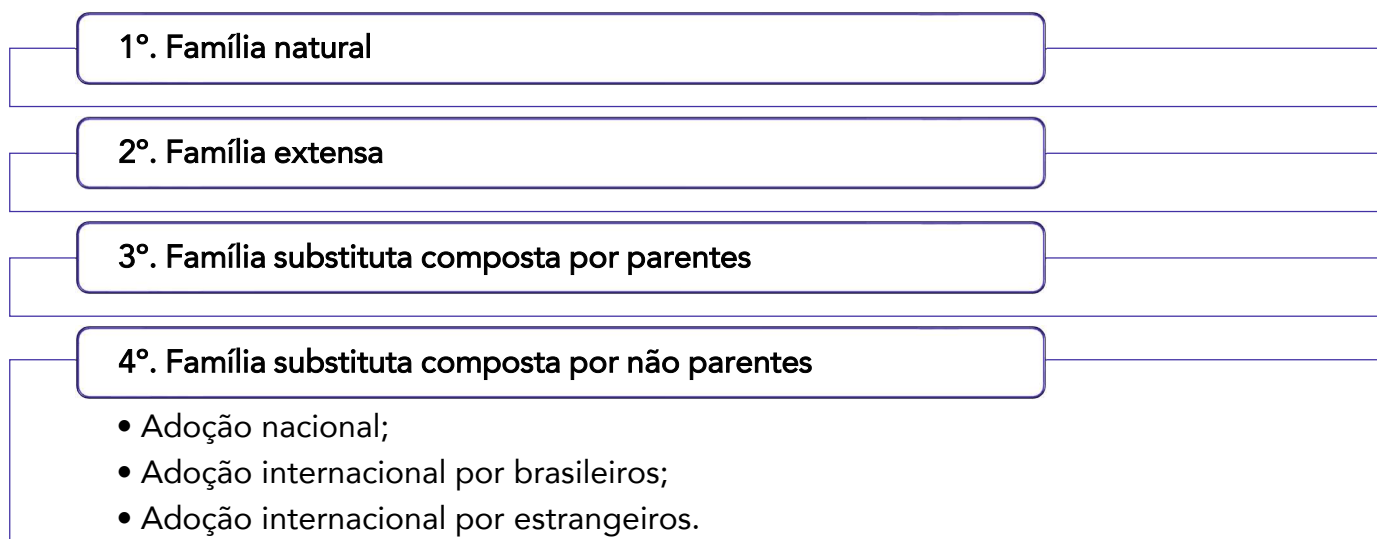 1º. Família natural
2º. Família extensa
3º. Família substituta composta por parentes
4º. Família substituta composta por não parentes
• Adoção nacional;
• Adoção internacional por brasileiros;
• Adoção internacional por estrangeiros.